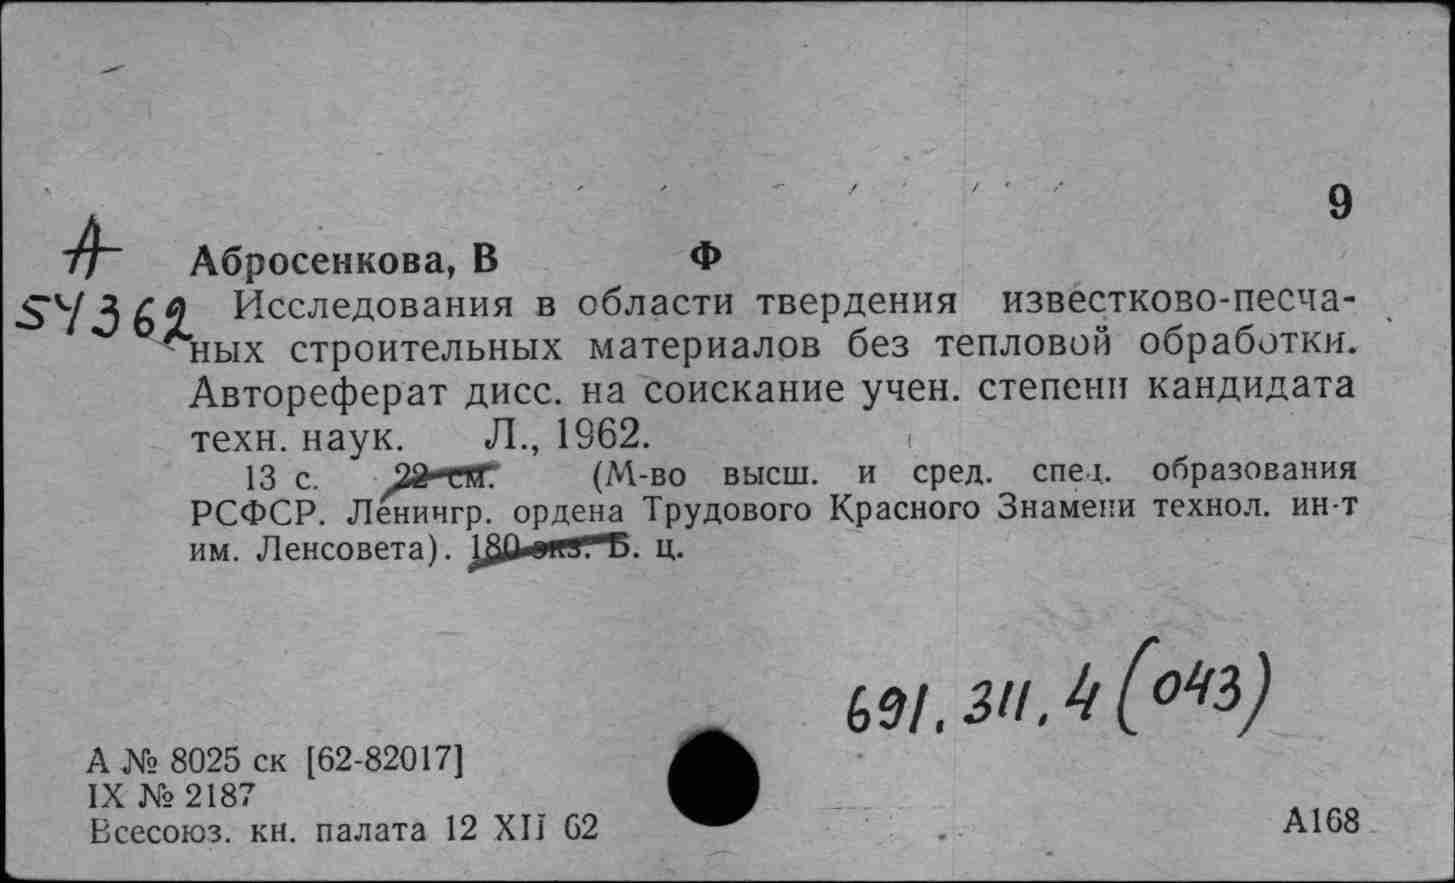 9
А Абросенкова, В Ф
54362 Исследования в области твердения известково-песча-
ных строительных материалов без тепловой обработки.
Автореферат дисс. на соискание учен. степени кандидата
техн. наук. Л., 1962.
13 с. 22 см. (М-во высш. и сред. спец. образования
РСФСР. Ленингр. ордена Трудового Красного Знамени технол. ин-т
им. Ленсовета). 180 экз. Б. ц.
691.311.4(043)
А № 8025 ск [62-82017]
IX № 2187
Всесоюз. кн. палата 12 XII 62
А168